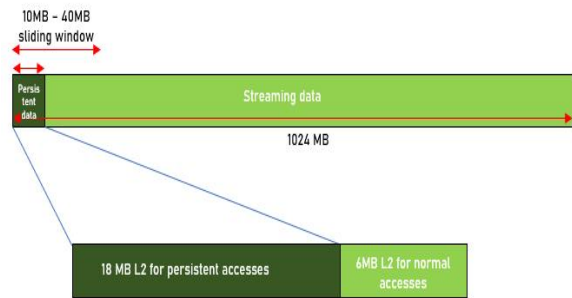 10MB – 40MB
sliding window
Persis
tent
data
Streaming data
1024 MB
18 MB L2 for persistent accesses
6MB L2 for normal
accesses